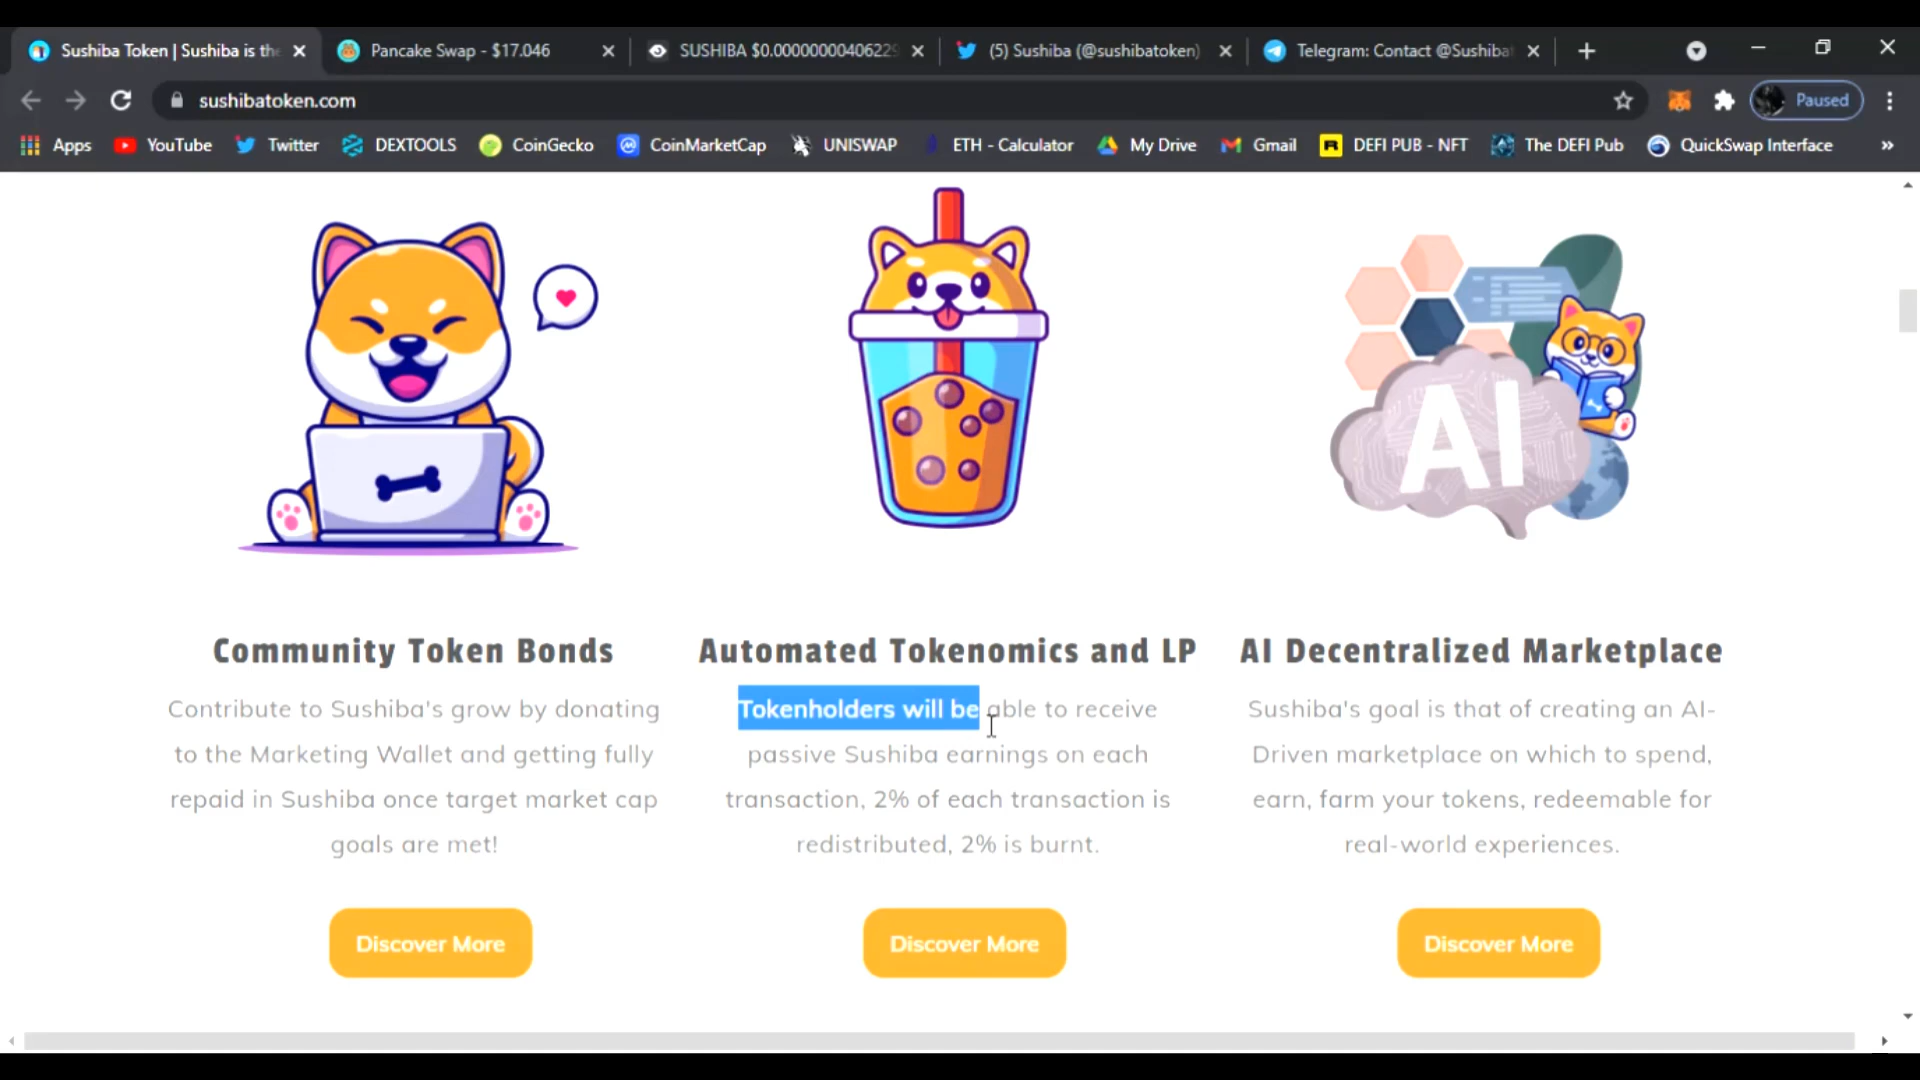 Sushiba Token | Sushiba is the
Pancake Swap - $17.046
SUSHIBA $0.00000000406229
(5) Sushiba (@sushibatoken)
Telegram: Contact @Sushiba
sushibatoken.com
Paused
Apps
YouTube
Twitter
DEXTOOLS
CoinGecko
CoinMarketCap
UNISWAP
ETH - Calculator
My Drive
Gmail
DEFI PUB - NFT
The DEFI Pub
QuickSwap Interface
»
AI
Community Token Bonds
Contribute to Sushiba's grow by donating
to the Marketing Wallet and getting fully
repaid in Sushiba once target market cap
goals are met!
Discover More
Automated Tokenomics and LP
Tokenholders will be able to receive
passive Sushiba earnings on each
transaction, 2% of each transaction is
redistributed, 2% is burnt.
Discover More
AI Decentralized Marketplace
Sushiba's goal is that of creating an AI-
Driven marketplace on which to spend,
earn, farm your tokens, redeemable for
real-world experiences.
Discover More